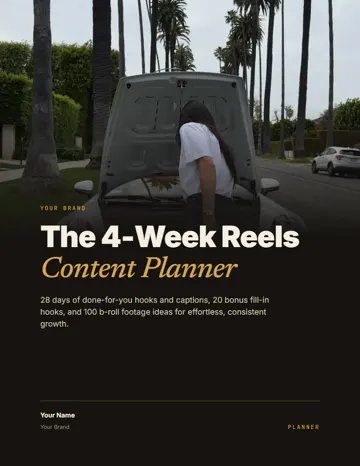 YOUR BRAND
The 4-Week Reels
Content Planner
28 days of done-for-you hooks and captions, 20 bonus fill-in
hooks, and 100 b-roll footage ideas for effortless, consistent
growth.
Your Name
Your Brand
PLANNER